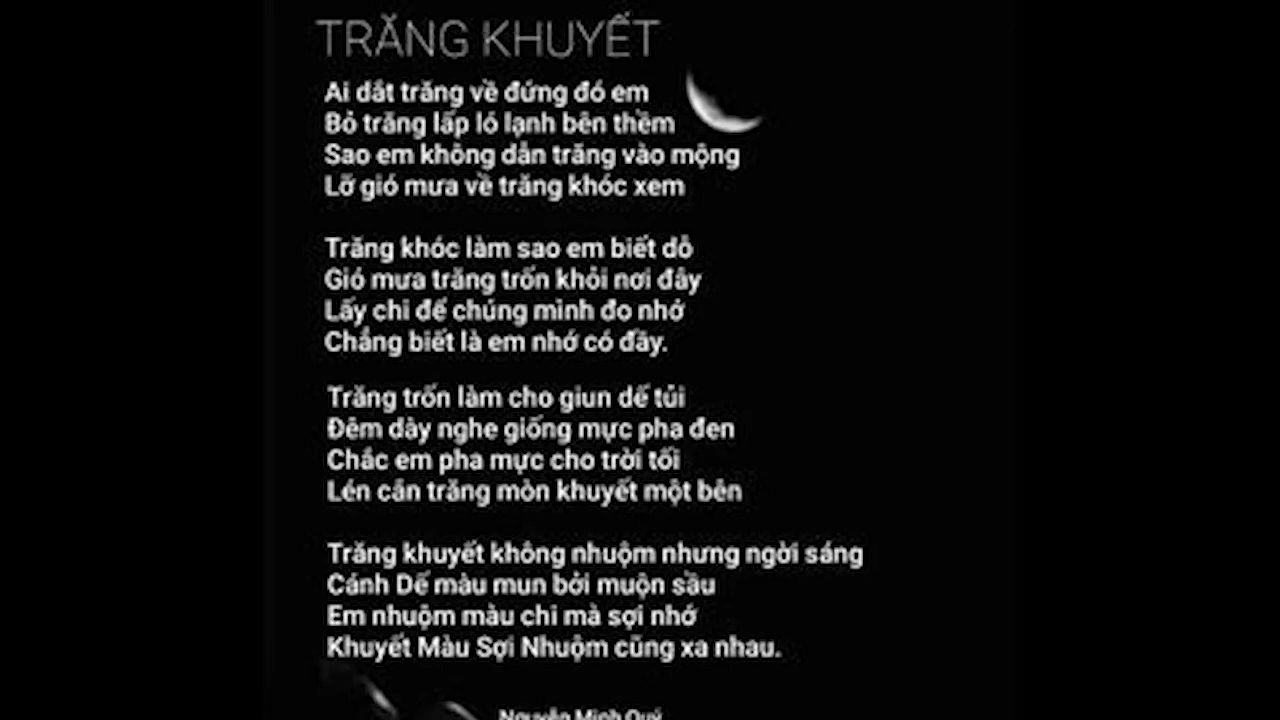 TRĂNG KHUYẾT
Ai dắt trăng về đứng đó em
Bỏ trăng lấp ló lạnh bên thềm
Sao em không dẫn trăng vào mộng
Lỡ gió mưa về trăng khóc xem
Trăng khóc làm sao em biết dỗ
Gió mưa trăng trốn khỏi nơi đây
Lấy chi để chúng mình đo nhớ
Chẳng biết là em nhớ có đầy.
Trăng trốn làm cho giun dế tủi
Đêm dày nghe giống mực pha đen
Chắc em pha mực cho trời tối
Lén cắn trăng mòn khuyết một bên
Trăng khuyết không nhuộm nhưng ngời sáng
Cánh Dế màu mun bởi muộn sầu
Em nhuộm màu chi mà sợi nhớ
Khuyết Màu Sợi Nhuộm cũng xa nhau.
Nguyễn Minh Quý